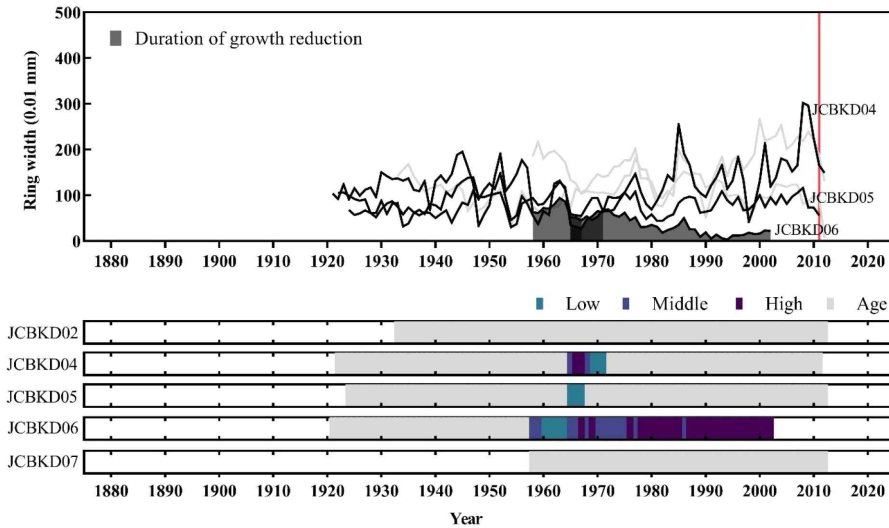 500
400
300
200
100
0
Ring width (0.01 mm)
Duration of growth reduction
JCBKD04
JCBKD05
JCBKD06
1880 1890 1900 1910 1920 1930 1940 1950 1960 1970 1980 1990 2000 2010 2020
Low Middle High Age
JCBKD02
JCBKD04
JCBKD05
JCBKD06
JCBKD07
1880 1890 1900 1910 1920 1930 1940 1950 1960 1970 1980 1990 2000 2010 2020
Year